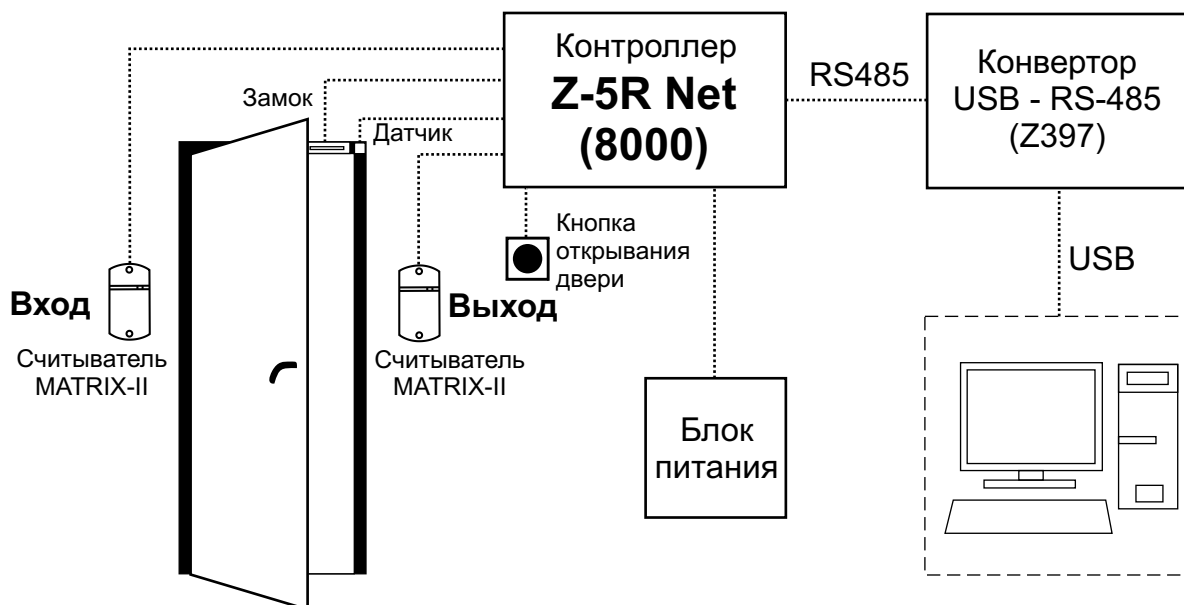 Контроллер
Z-5R Net
(8000)
RS485
Конвертор
USB - RS-485
(Z397)
Замок
Датчик
Кнопка
открывания
двери
USB
Вход
Считыватель
MATRIX-II
Выход
Считыватель
MATRIX-II
Блок
питания